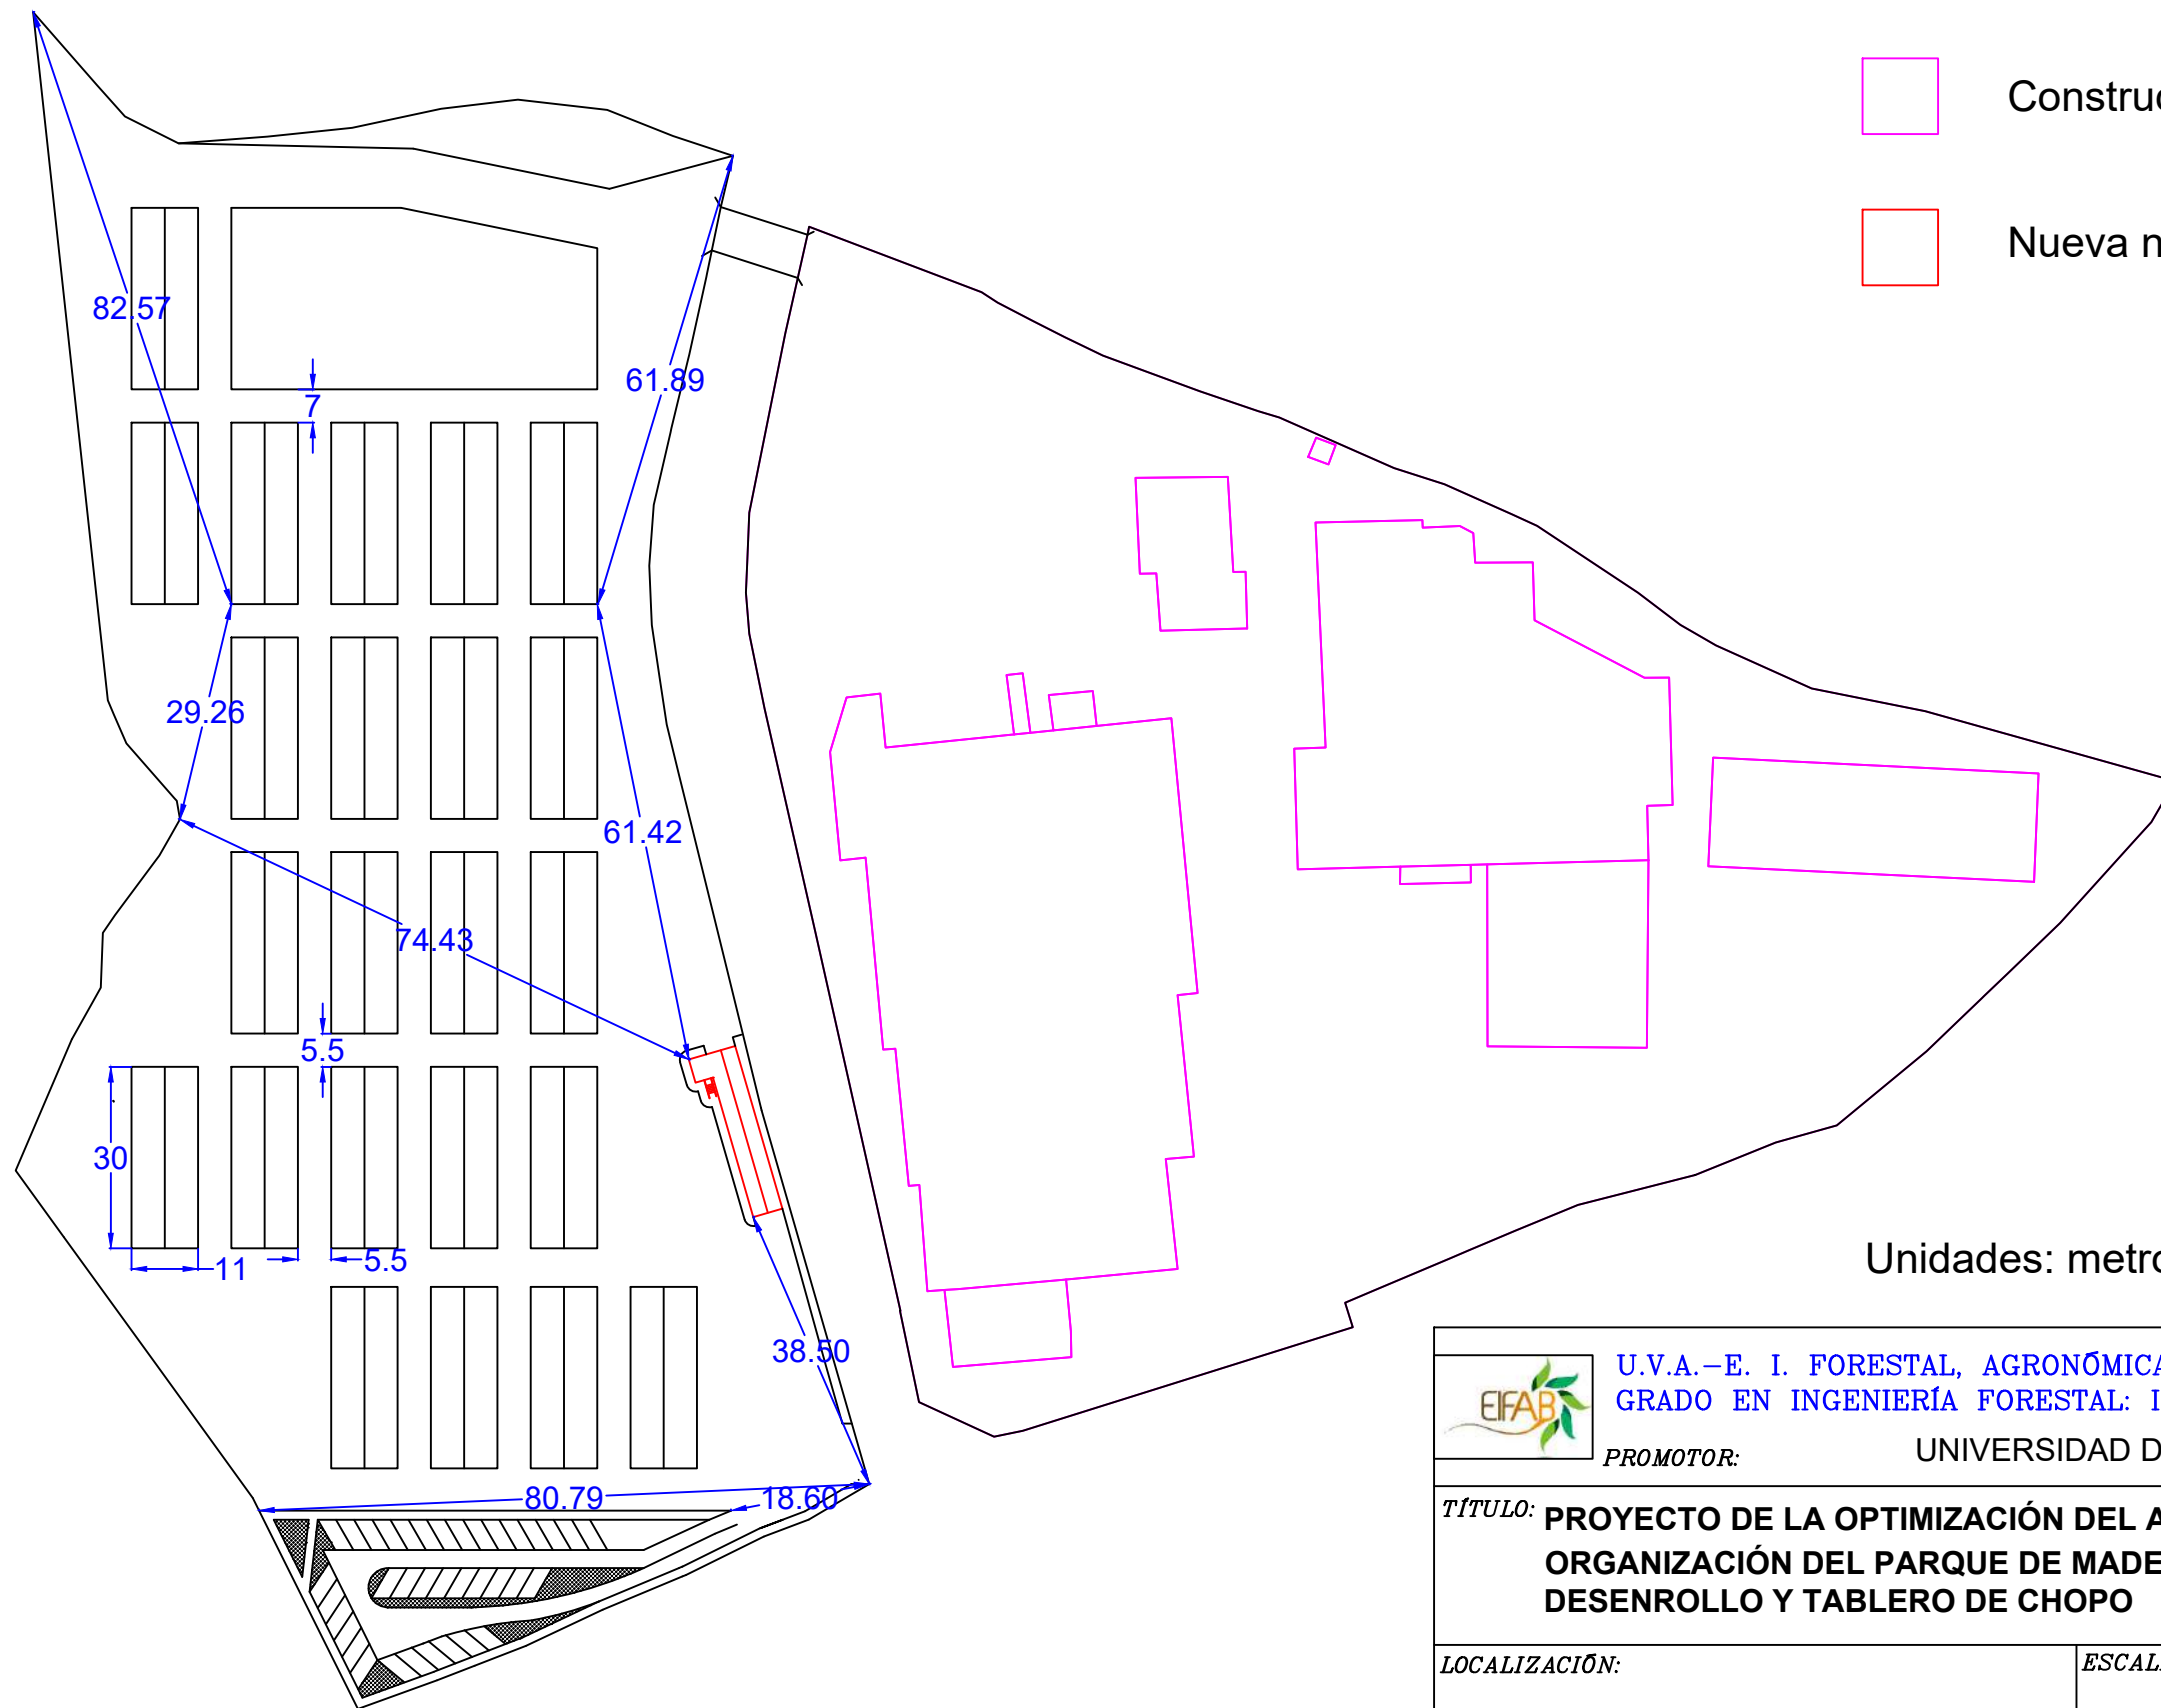 Construc
Nueva n
82.57
61.89
7
29.26
61.42
74.43
5.5
30
11
5.5
38.50
80.79
18.60
Unidades: metro
EIFAB
U.V.A.-E. I. FORESTAL, AGRONÓMICA
GRADO EN INGENIERÍA FORESTAL: I
PROMOTOR:
UNIVERSIDAD D
TÍTULO: PROYECTO DE LA OPTIMIZACIÓN DEL A
ORGANIZACIÓN DEL PARQUE DE MADE
DESENROLLO Y TABLERO DE CHOPO
LOCALIZACIÓN:
ESCAL